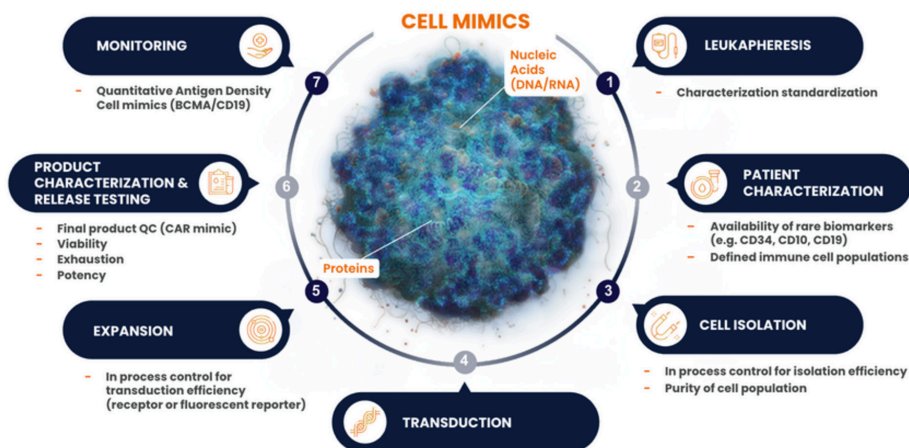 CELL MIMICS
Nucleic
Acids
(DNA/RNA)
Proteins
1
LEUKAPHERESIS
- Characterization standardization
2
PATIENT
CHARACTERIZATION
- Availability of rare biomarkers
(e.g. CD34, CD10, CD19)
- Defined immune cell populations
3
CELL ISOLATION
- In process control for isolation efficiency
- Purity of cell population
4
TRANSDUCTION
5
EXPANSION
- In process control for
transduction efficiency
(receptor or fluorescent reporter)
6
PRODUCT
CHARACTERIZATION &
RELEASE TESTING
- Final product QC (CAR mimic)
- Viability
- Exhaustion
- Potency
7
MONITORING
- Quantitative Antigen Density
Cell mimics (BCMA/CD19)